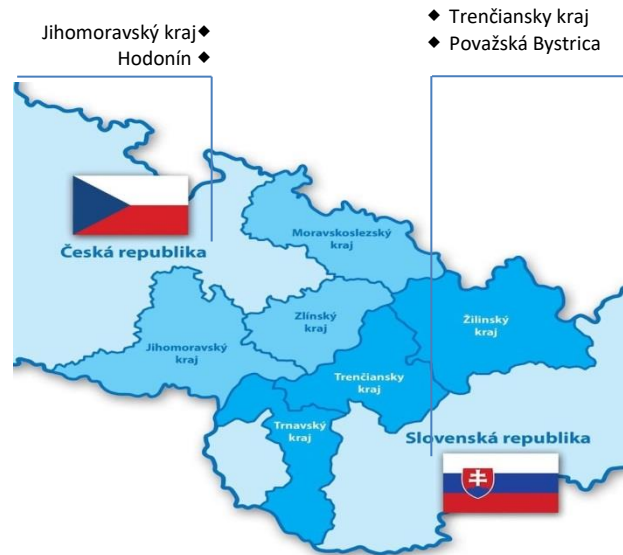 Jihomoravský kraj◆
Hodonín ◆
◆ Trenčiansky kraj
◆ Považská Bystrica
Moravskoslezský
kraj
Česká republika
Zlínský
kraj
Žilinský
kraj
Jihomoravský
kraj
Trenčiansky
kraj
Trnavský
kraj
Slovenská republika